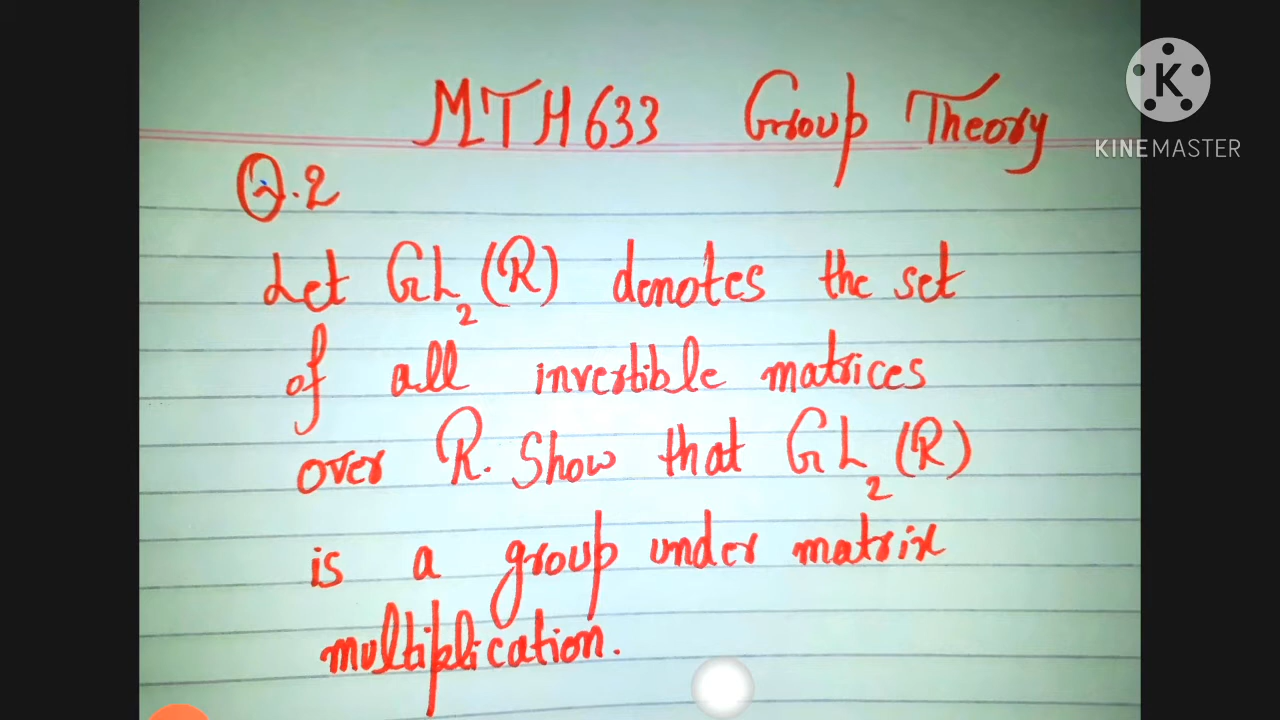 MTH633 Group Theory
KINEMASTER
Q.2
Let GL2(R) denotes the set
of all invertible matrices
over R. Show that GL2(R)
is a group under matrix
multiplication.